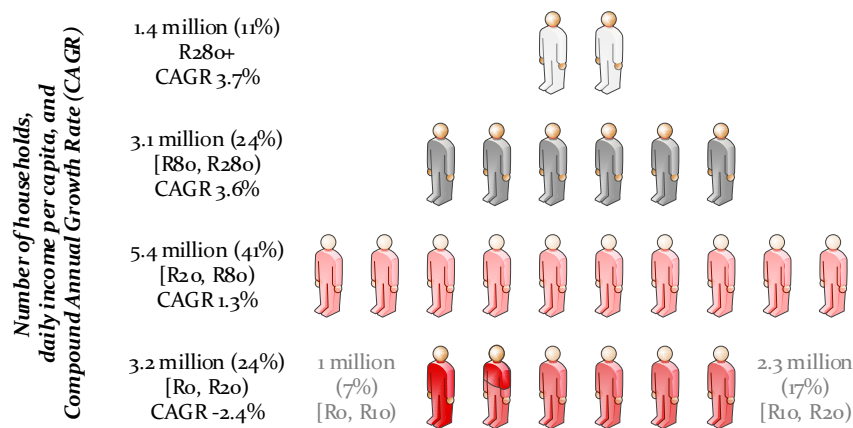 Number of households,
daily income per capita, and
Compound Annual Growth Rate (CAGR)
1.4 million (11%)
R280+
CAGR 3.7%
3.1 million (24%)
[R80, R280)
CAGR 3.6%
5.4 million (41%)
[R20, R80)
CAGR 1.3%
3.2 million (24%)
[R0, R20)
CAGR -2.4%
1 million
(7%)
[R0, R10)
2.3 million
(17%)
[R10, R20)